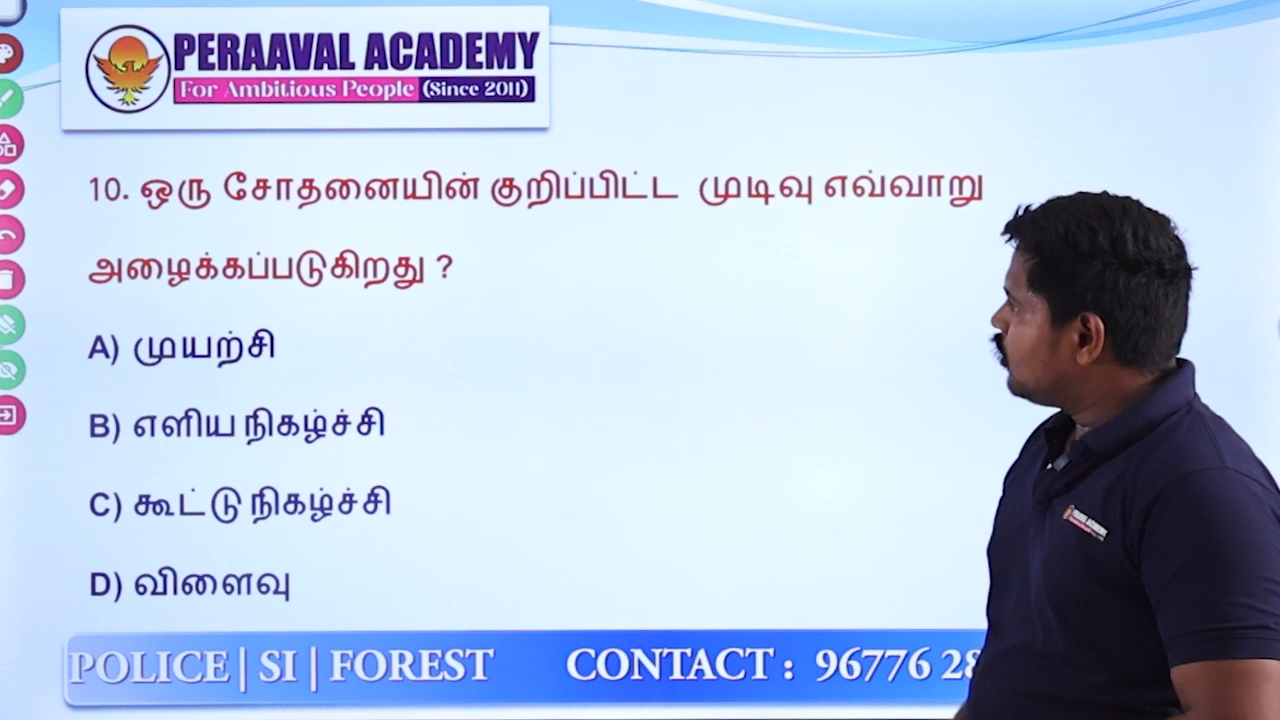 PERAAVAL ACADEMY
For Ambitious People (Since 2011)
10. ஒரு சோதனையின் குறிப்பிட்ட முடிவு எவ்வாறு
அழைக்கப்படுகிறது ?
A) முயற்சி
B) எளிய நிகழ்ச்சி
C) கூட்டு நிகழ்ச்சி
D) விளைவு
POLICE | SI | FOREST CONTACT : 96776 28